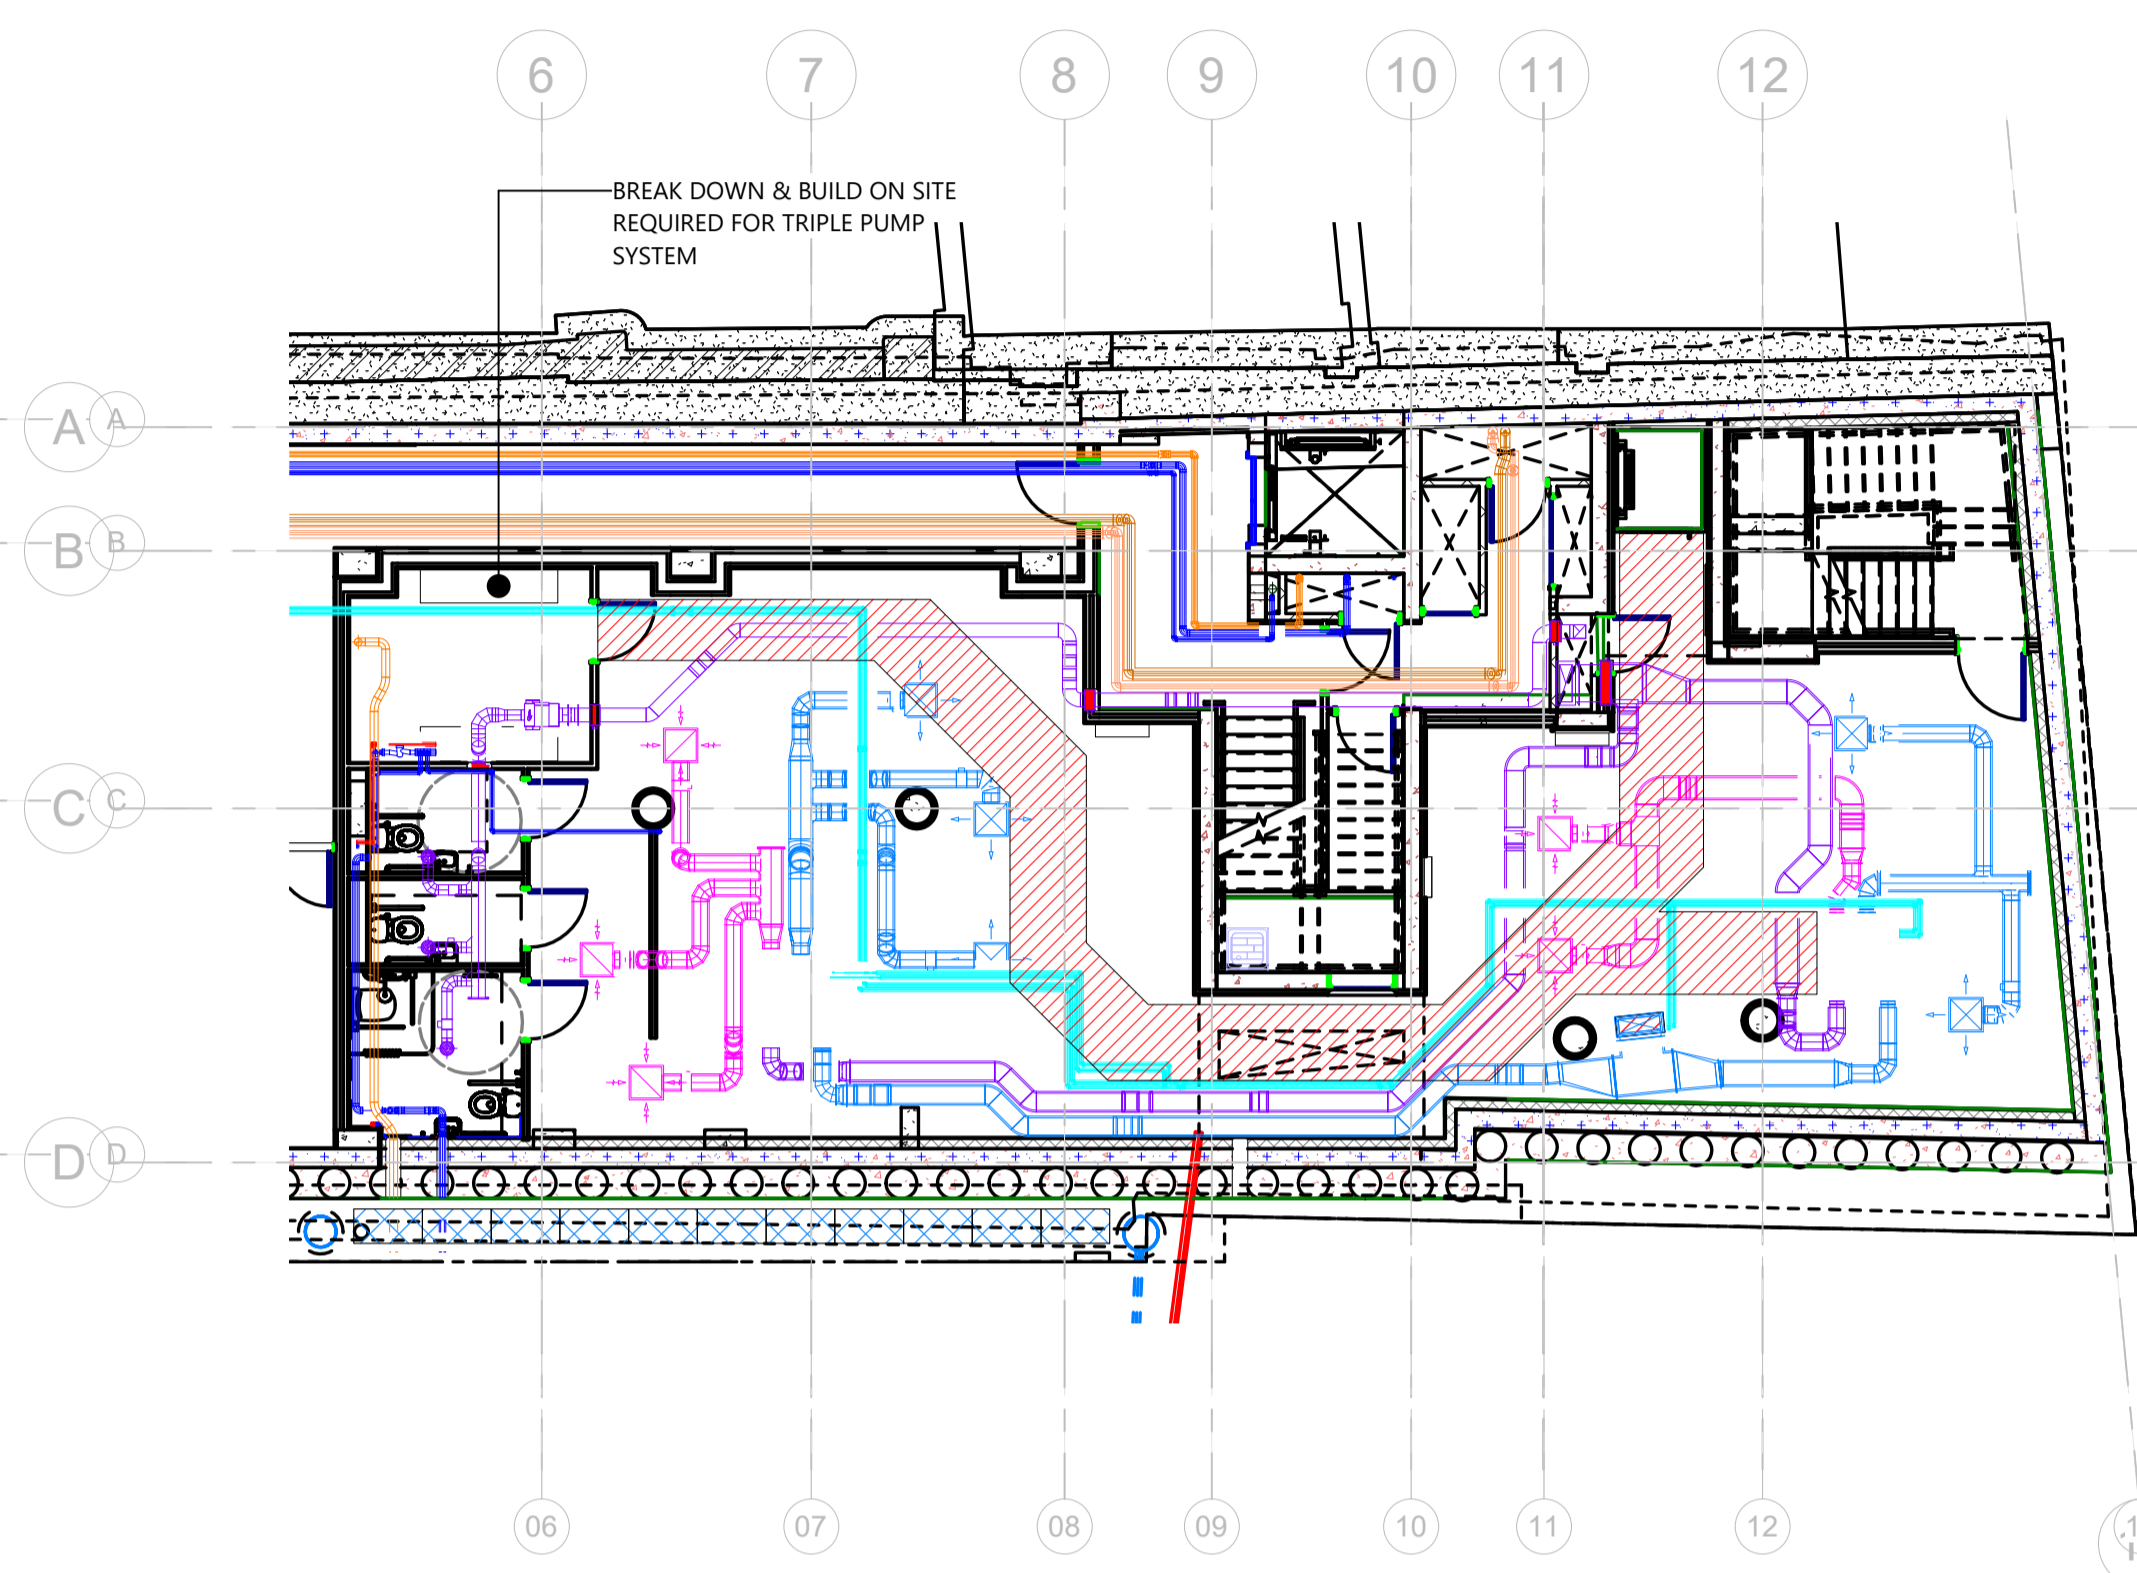 6 7 8 9 10 11 12
BREAK DOWN & BUILD ON SITE
REQUIRED FOR TRIPLE PUMP
SYSTEM
A A
B B
C C
D D
06 07 08 09 10 11 12